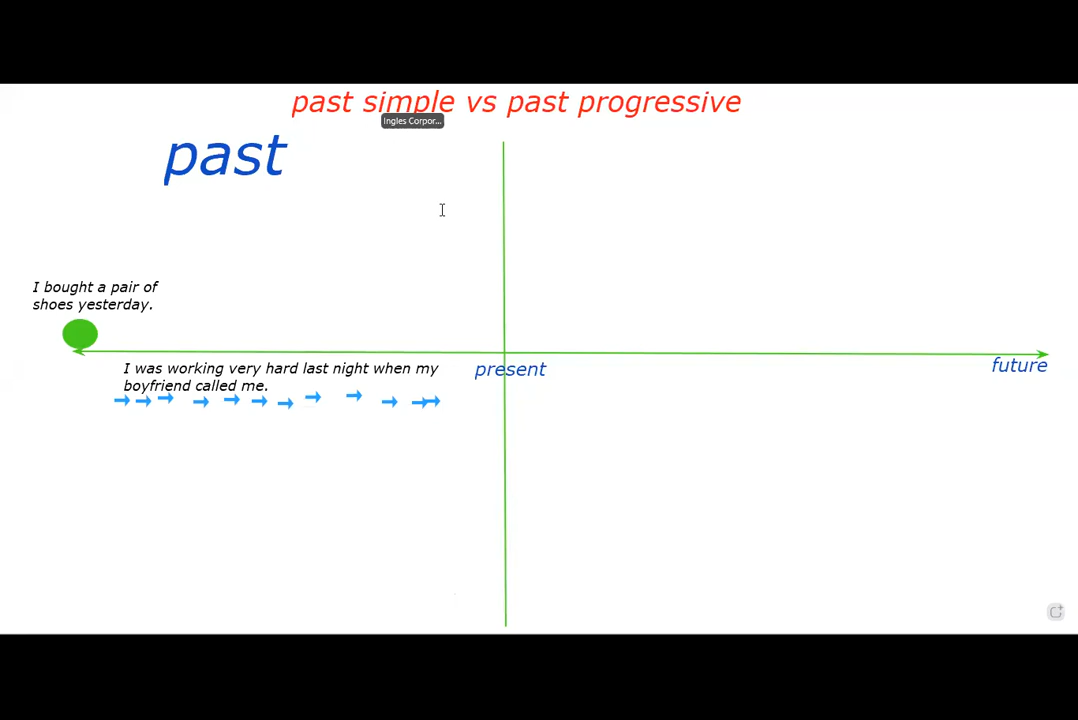 past simple vs past progressive
Ingles Corpor...
past
I bought a pair of
shoes yesterday.
I was working very hard last night when my
boyfriend called me.
present
future